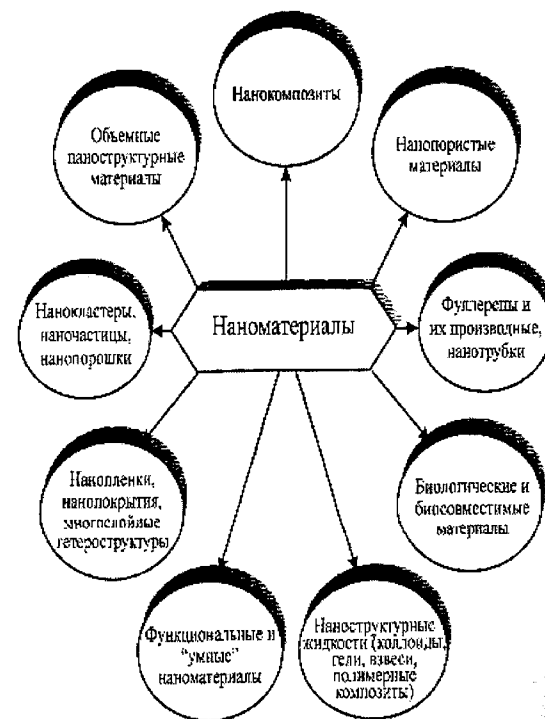 Нанокомпозиты
Объемные
наноструктурные
материалы
Нанопористые
материалы
Нанокластеры,
наночастицы,
нанопорошки
Наноматериалы
Фуллерены и
их производные,
нанотрубки
Нанопленки,
нанопокрытия,
многослойные
гетероструктуры
Биологические и
биосовместимые
материалы
Функциональные и
"умные"
наноматериалы
Наноструктурные
жидкости (коллоиды,
гели, взвеси,
полимерные
композиты)